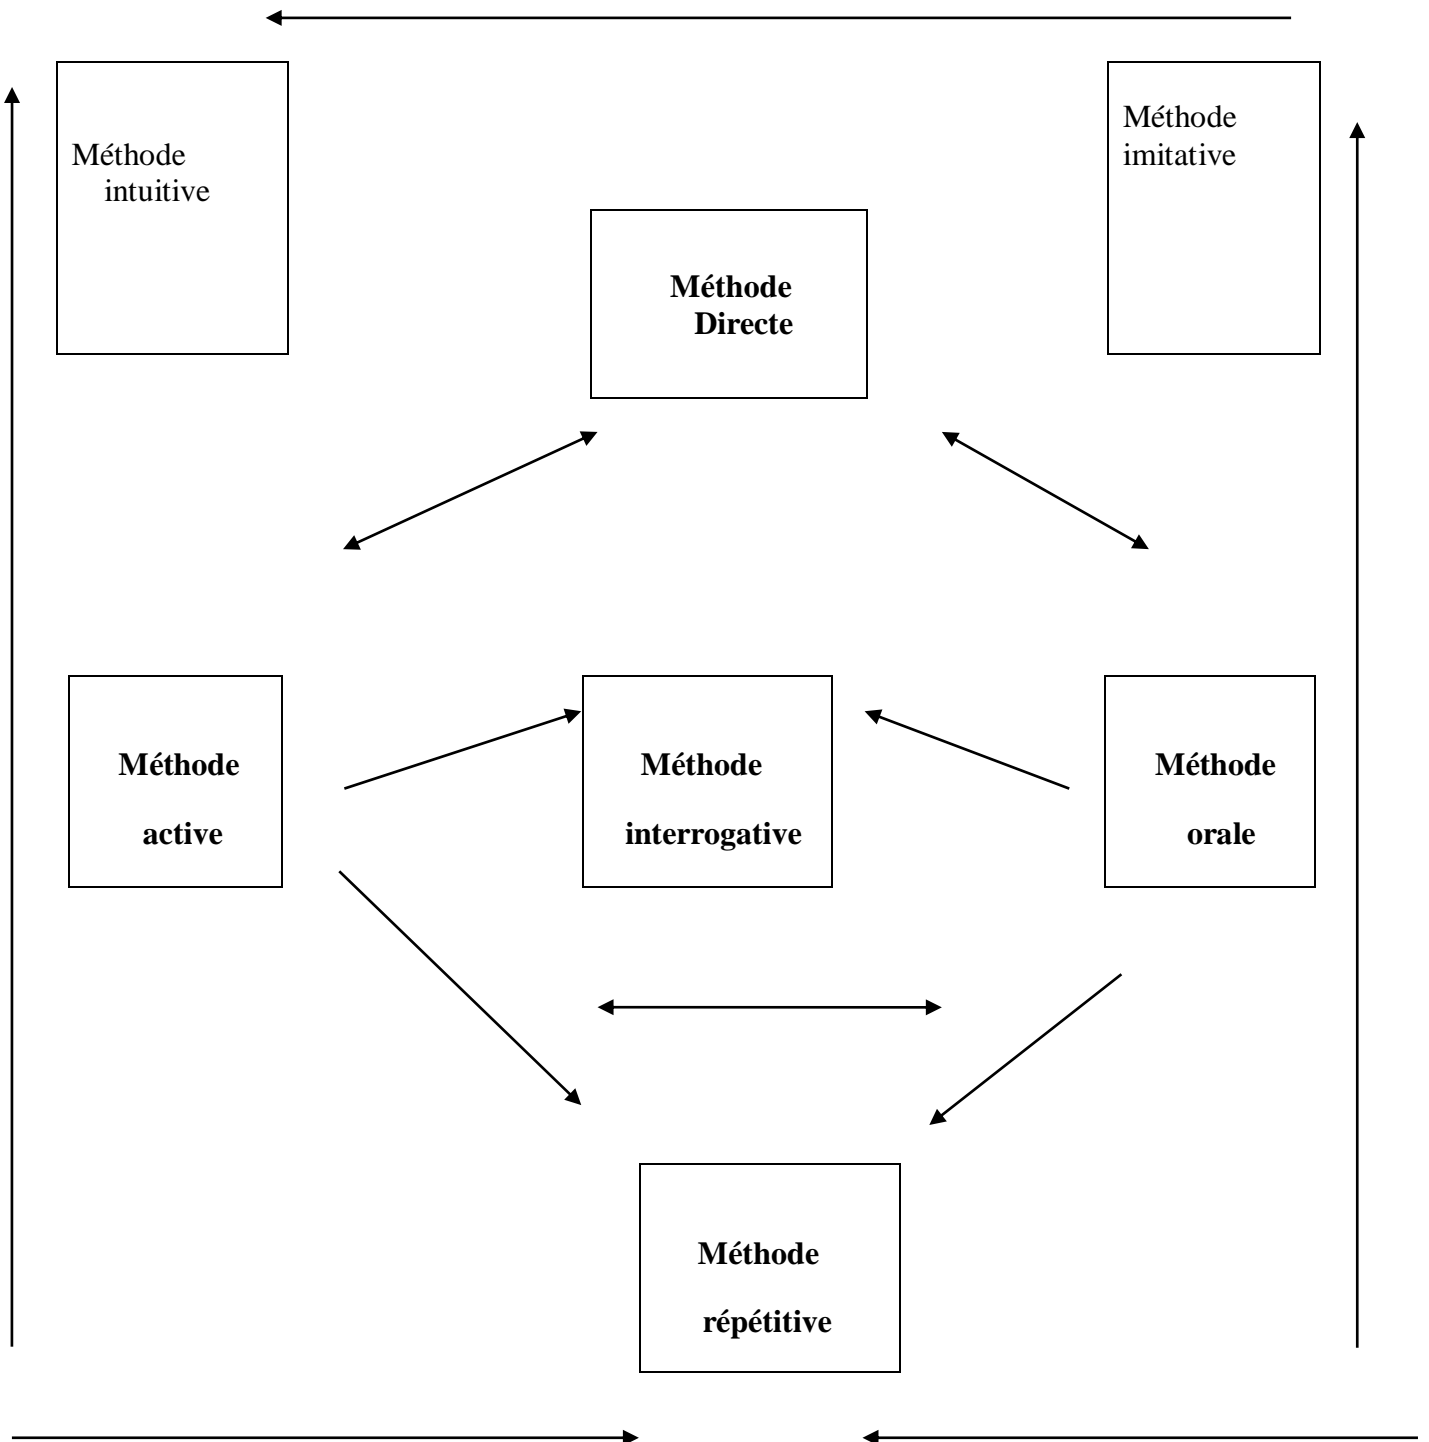 Méthode
intuitive
Méthode
imitative
Méthode
Directe
Méthode
active
Méthode
interrogative
Méthode
orale
Méthode
répétitive